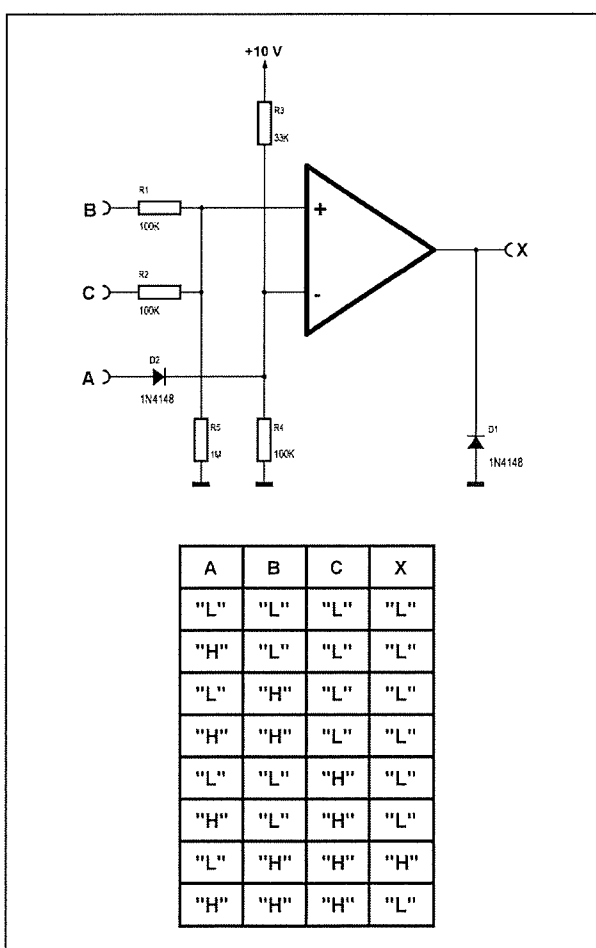 +10 V
R3
33K
R1
B
+
100K
R2
X
C
-
100K
D2
A
1N4148
R5
R4
D1
1M
100K
1N4148
A B C X
"L" "L" "L" "L"
"H" "L" "L" "L"
"L" "H" "L" "L"
"H" "H" "L" "L"
"L" "L" "H" "L"
"H" "L" "H" "L"
"L" "H" "H" "H"
"H" "H" "H" "L"